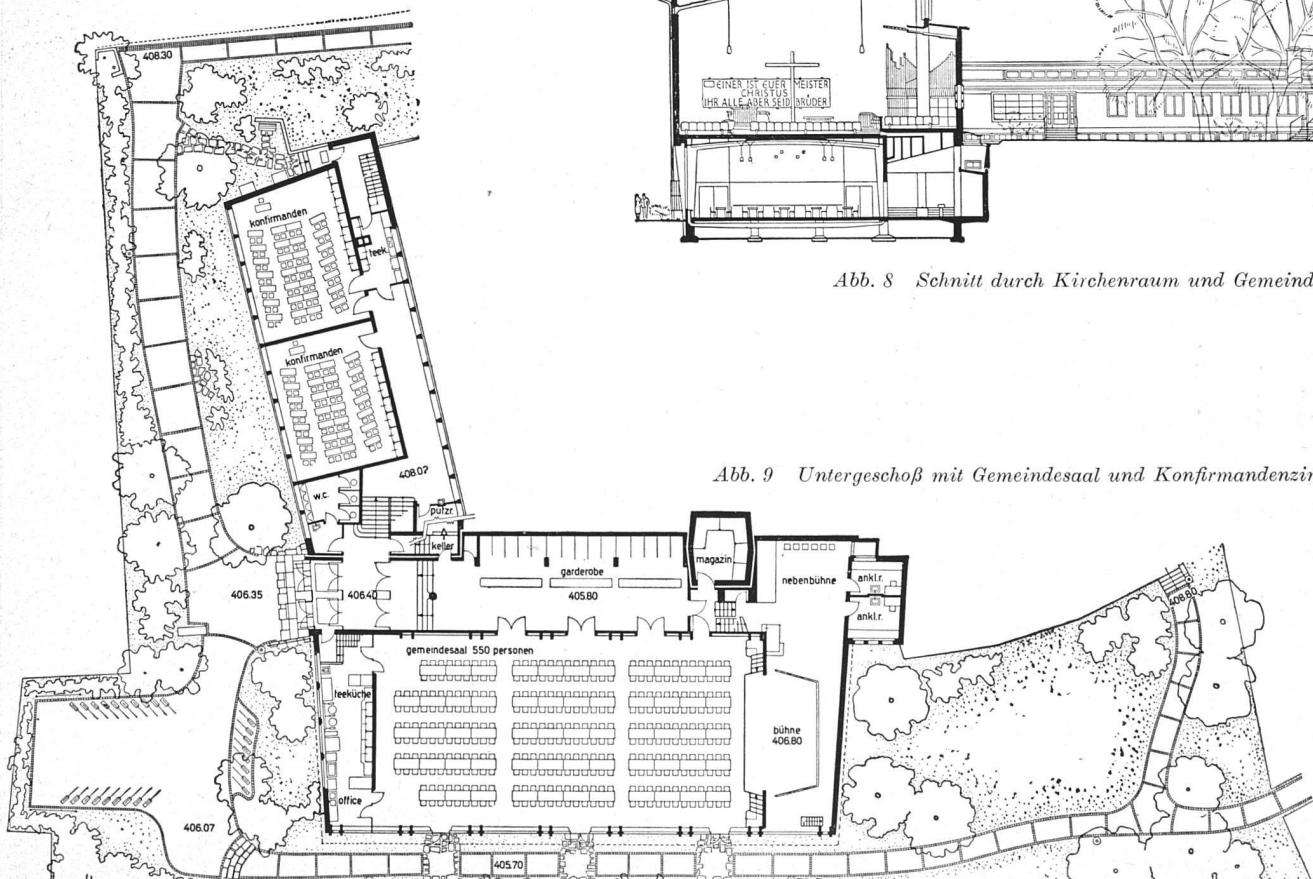 408.30
EINER IST EUER MEISTER
CHRISTUS
IHR ALLE ABER SEID BRÜDER
konfirmanden
teek.
Abb. 8 Schnitt durch Kirchenraum und Gemeind
konfirmanden
408.07
Abb. 9 Untergeschoß mit Gemeindesaal und Konfirmandenzin
w.c.
putzr.
keller
magazin
garderobe
nebenbühne
ankl.r.
406.35
406.40
405.80
408.80
ankl.r.
gemeindesaal 550 personen
teeküche
bühne
406.80
office
406.07
405.70